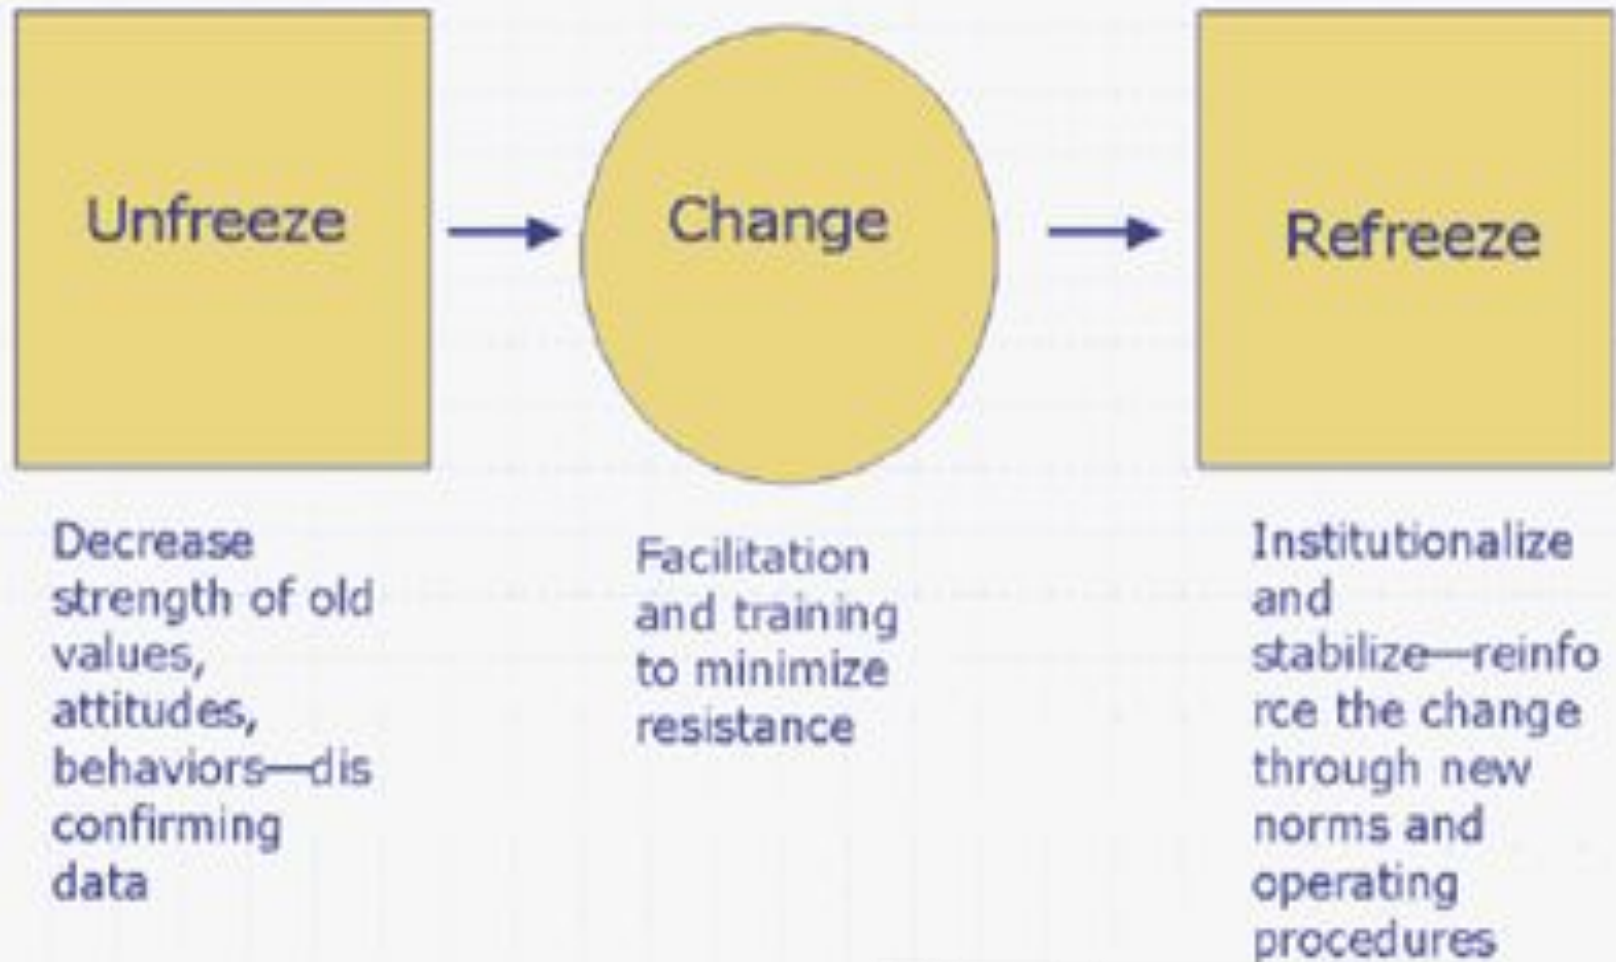 Unfreeze
Change
Refreeze
Decrease
strength of old
values,
attitudes,
behaviors—dis
confirming
data
Facilitation
and training
to minimize
resistance
Institutionalize
and
stabilize—reinfo
rce the change
through new
norms and
operating
procedures